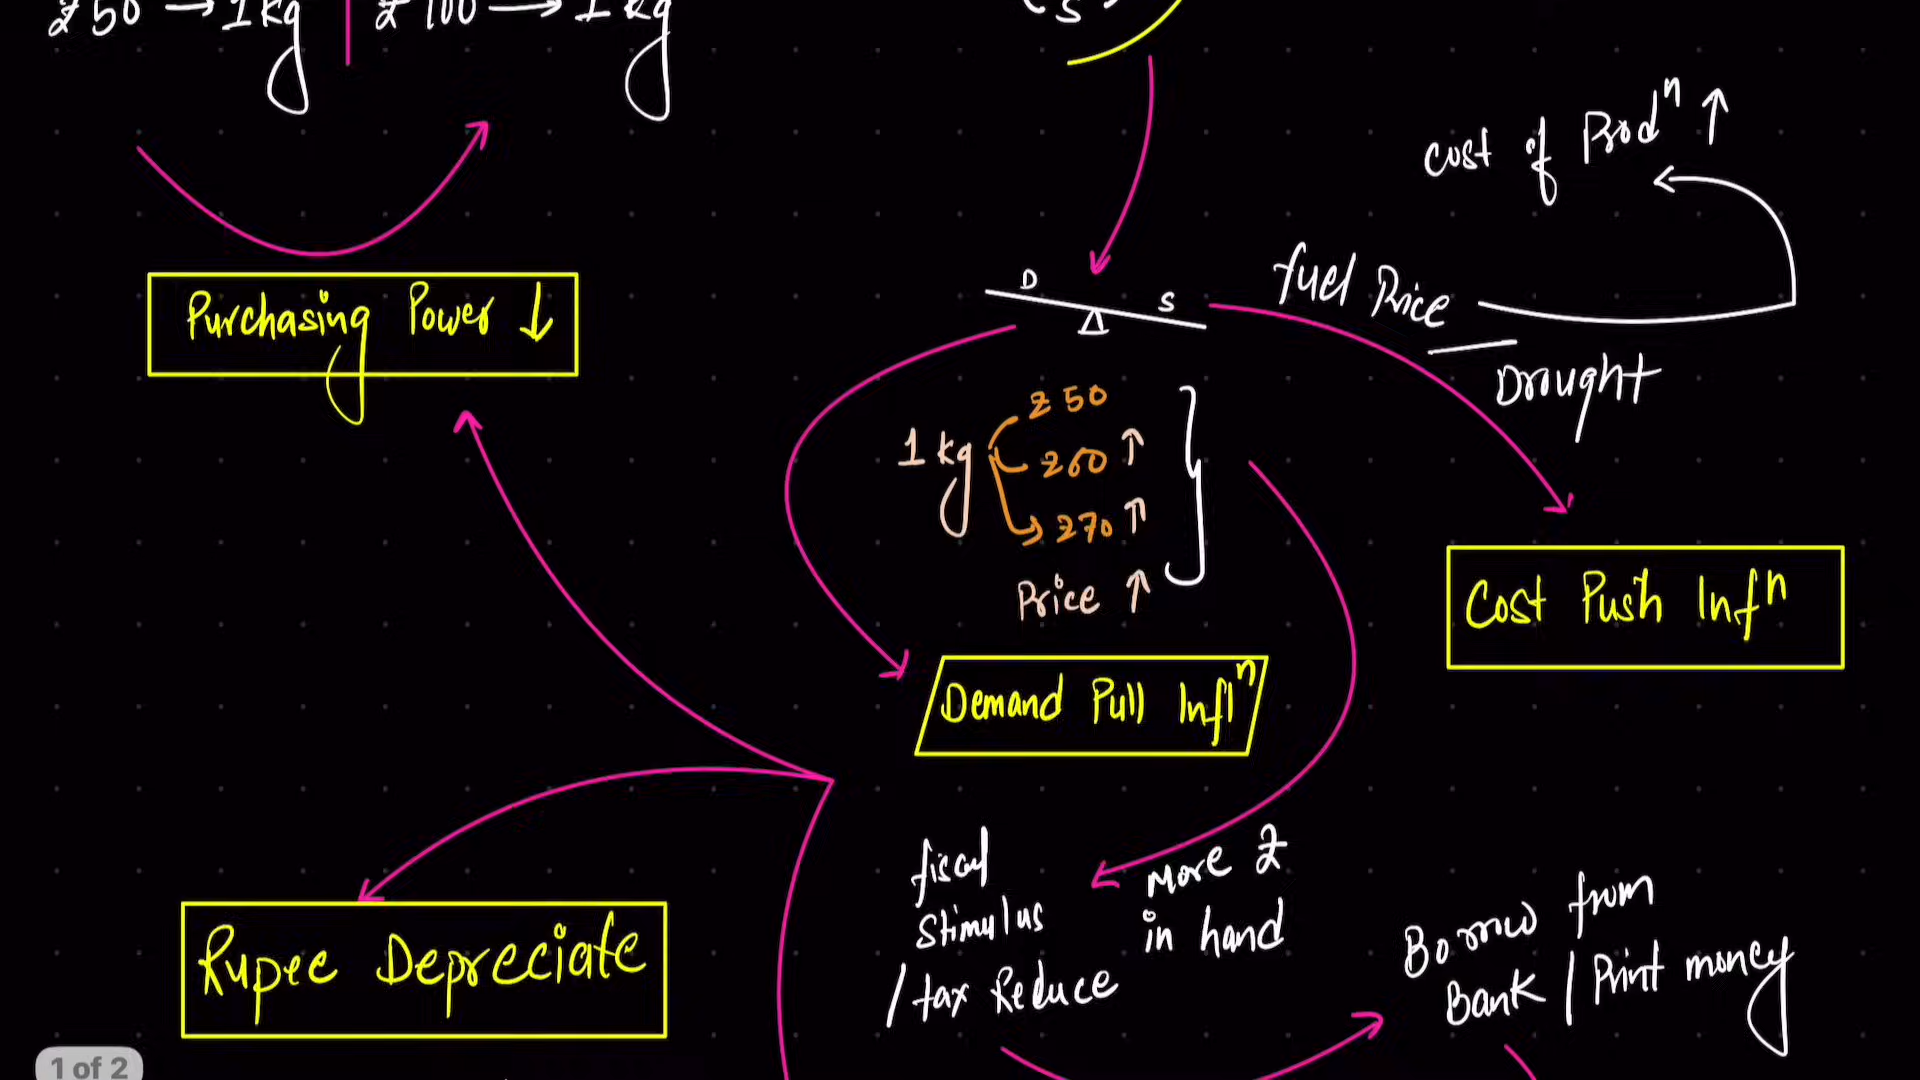 ₹50 → 1kg | ₹100 → 1kg
S
Cost of Prodⁿ ↑
D
S
fuel Price
Drought
Purchasing Power ↓
1 kg
₹50
₹60 ↑
₹70 ↑
Price ↑
Cost Push Infⁿ
Demand Pull Inflⁿ
fiscal
Stimulus
/ tax Reduce
More ₹
in hand
Borrow from
Bank / Print money
Rupee Depreciate
1 of 2